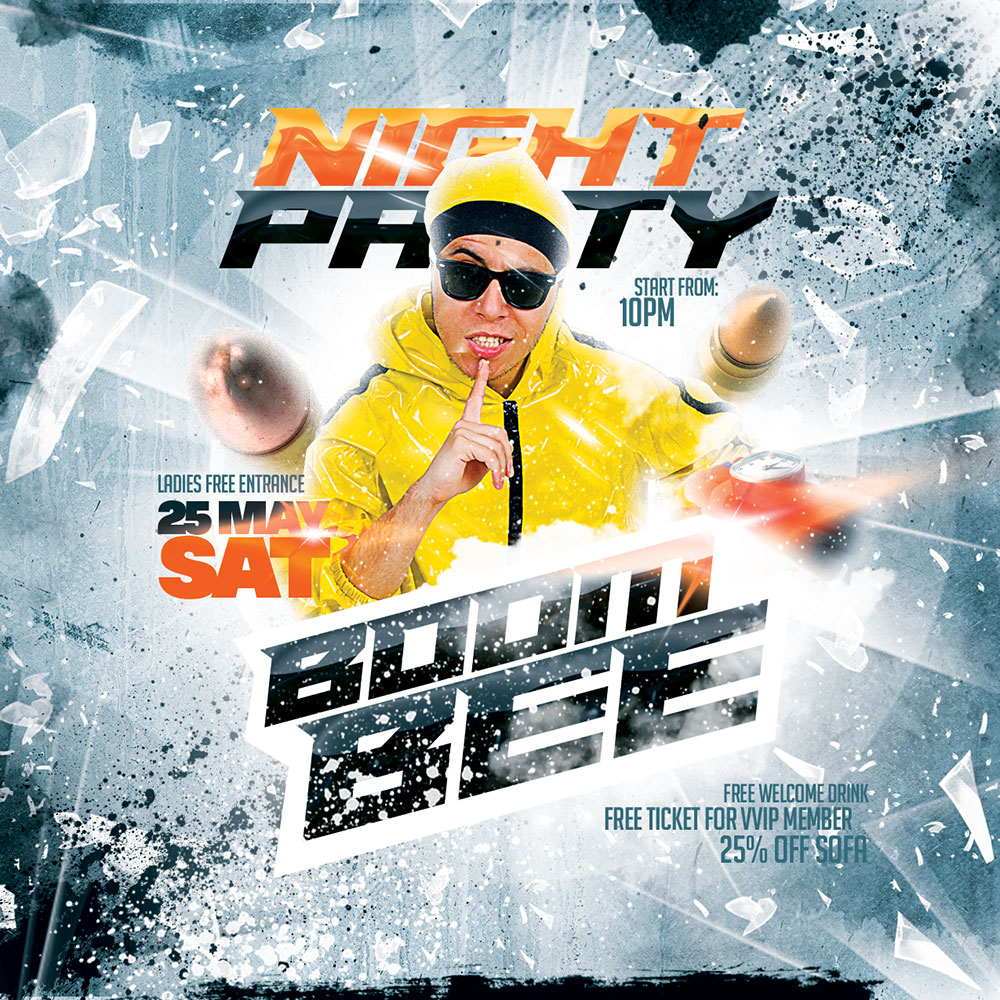 NIGHT
PARTY
START FROM:
10PM
LADIES FREE ENTRANCE
25 MAY
SAT
BOOM
BEE
FREE WELCOME DRINK
FREE TICKET FOR VVIP MEMBER
25% OFF SOFA